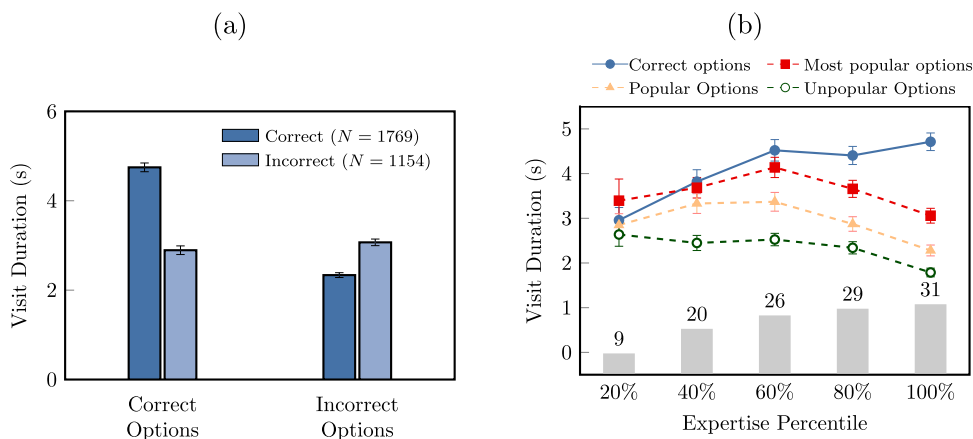 (a)
6
4
2
0
Visit Duration (s)
Correct (N = 1769)
Incorrect (N = 1154)
Correct
Options
Incorrect
Options
(b)
Correct options
Most popular options
Popular Options
Unpopular Options
5
4
3
2
1
0
Visit Duration (s)
9
20
26
29
31
20%
40%
60%
80%
100%
Expertise Percentile